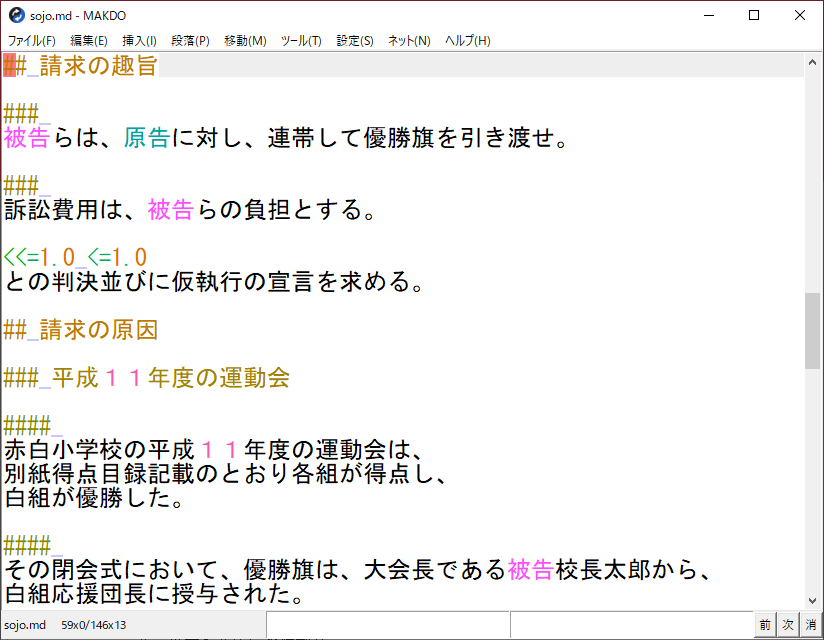 sojo.md - MAKDO
ファイル(F) 編集(E) 挿入(I) 段落(P) 移動(M) ツール(T) 設定(S) ネット(N) ヘルプ(H)
##_請求の趣旨
###_
被告らは、原告に対し、連帯して優勝旗を引き渡せ。
###_
訴訟費用は、被告らの負担とする。
<<=1.0_<=1.0
との判決並びに仮執行の宣言を求める。
##_請求の原因
###_平成１１年度の運動会
####_
赤白小学校の平成１１年度の運動会は、
別紙得点目録記載のとおり各組が得点し、
白組が優勝した。
####_
その閉会式において、優勝旗は、大会長である被告枝長太郎から、
白組応援団長に授与された。
sojo.md 59x0/146x13 前 次 消